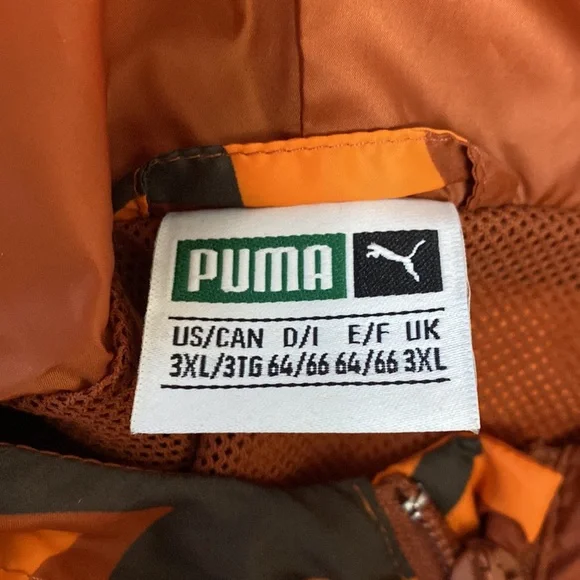 PUMA
US/CAN D/I E/F UK
3XL/3TG 64/66 64/66 3XL